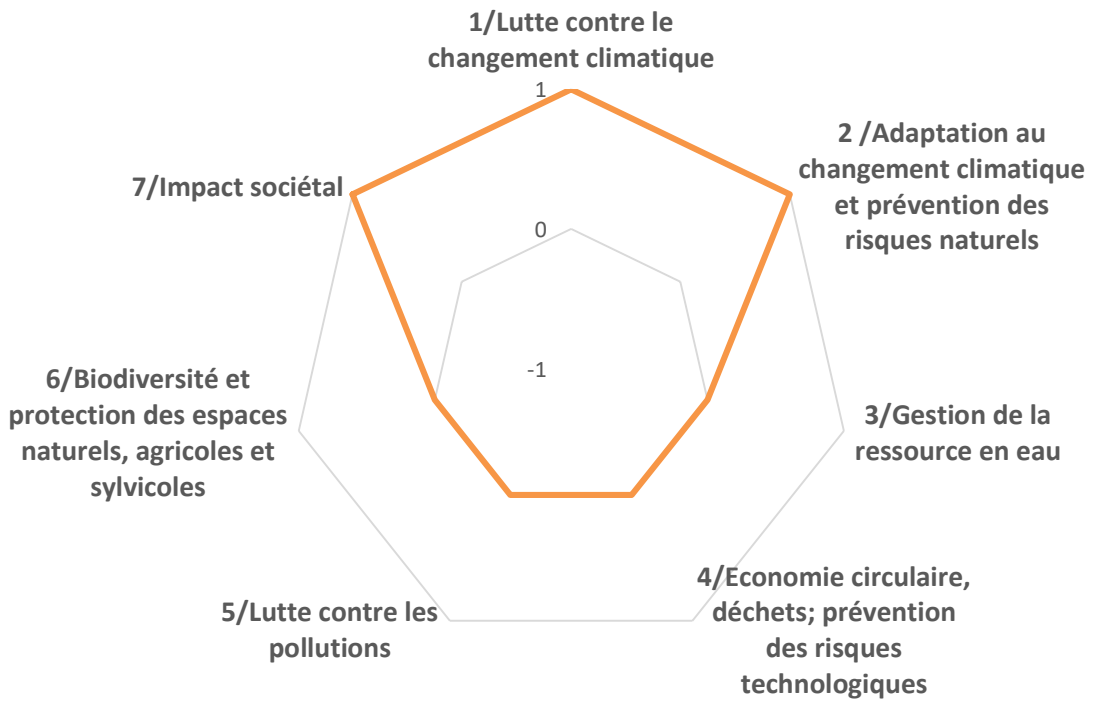 1/Lutte contre le
changement climatique
1
2 /Adaptation au
changement climatique
et prévention des
risques naturels
7/Impact sociétal
0
-1
6/Biodiversité et
protection des espaces
naturels, agricoles et
sylvicoles
3/Gestion de la
ressource en eau
4/Economie circulaire,
déchets; prévention
des risques
technologiques
5/Lutte contre les
pollutions